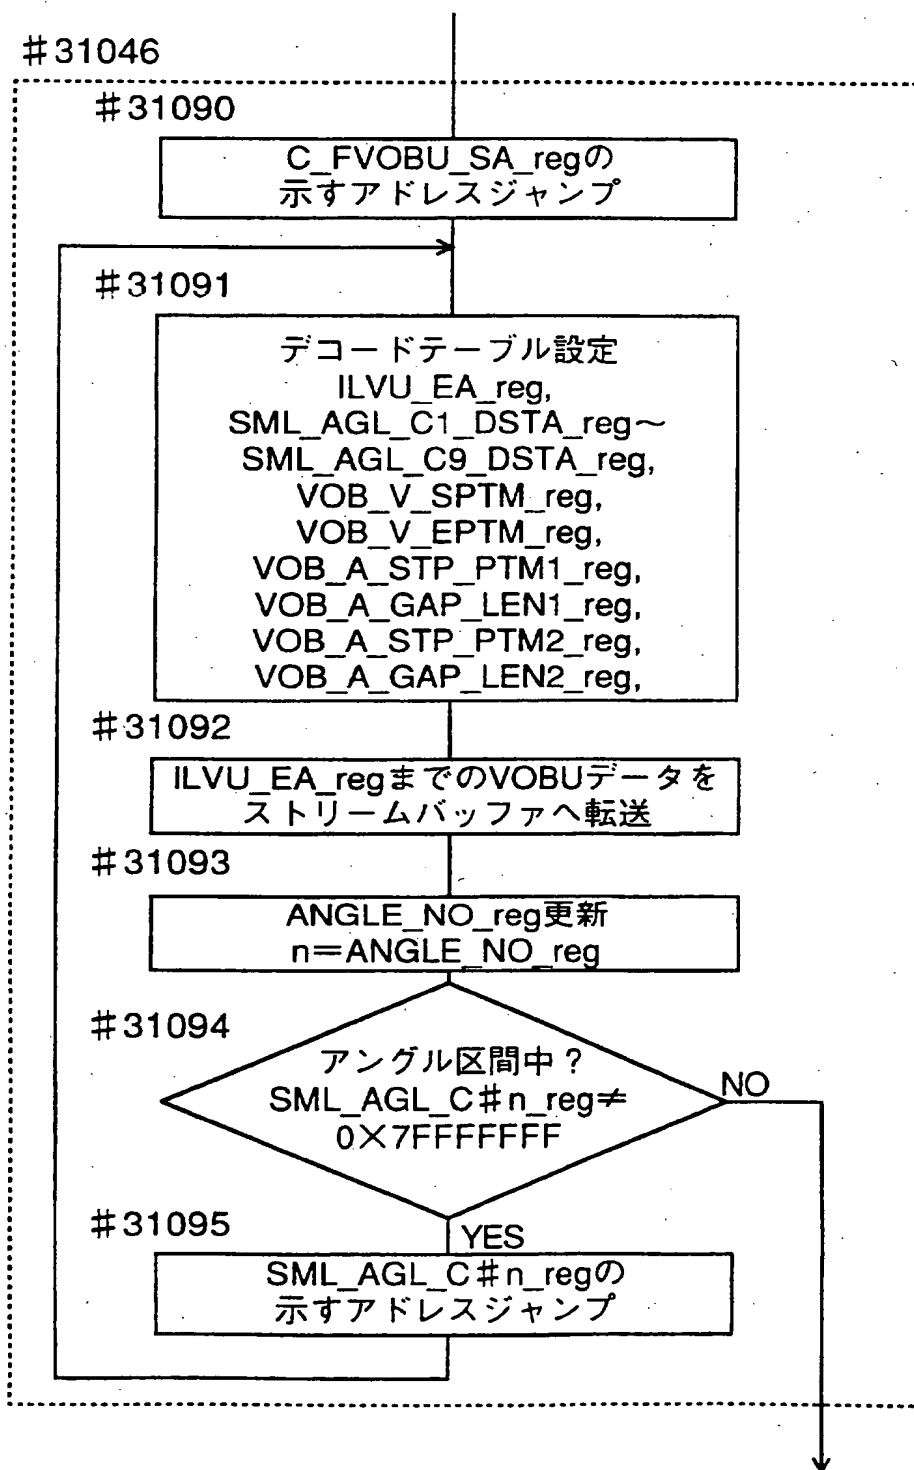 #31046
#31090
C_FVOBU_SA_regの
示すアドレスジャンプ
#31091
デコードテーブル設定
ILVU_EA_reg,
SML_AGL_C1_DSTA_reg〜
SML_AGL_C9_DSTA_reg,
VOB_V_SPTM_reg,
VOB_V_EPTM_reg,
VOB_A_STP_PTM1_reg,
VOB_A_GAP_LEN1_reg,
VOB_A_STP_PTM2_reg,
VOB_A_GAP_LEN2_reg,
#31092
ILVU_EA_regまでのVOBUデータを
ストリームバッファへ転送
#31093
ANGLE_NO_reg更新
n=ANGLE_NO_reg
#31094
アングル区間中?
SML_AGL_C#n_reg≠
0×7FFFFFFF
NO
#31095
YES
SML_AGL_C#n_regの
示すアドレスジャンプ